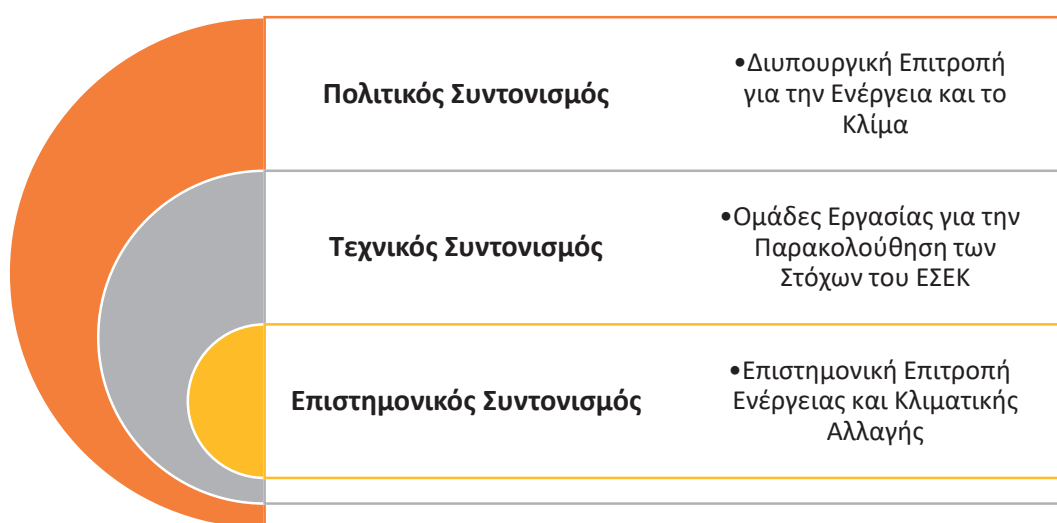 Πολιτικός Συντονισμός
•Διυπουργική Επιτροπή
για την Ενέργεια και το
Κλίμα
Τεχνικός Συντονισμός
•Ομάδες Εργασίας για την
Παρακολούθηση των
Στόχων του ΕΣΕΚ
Επιστημονικός Συντονισμός
•Επιστημονική Επιτροπή
Ενέργειας και Κλιματικής
Αλλαγής